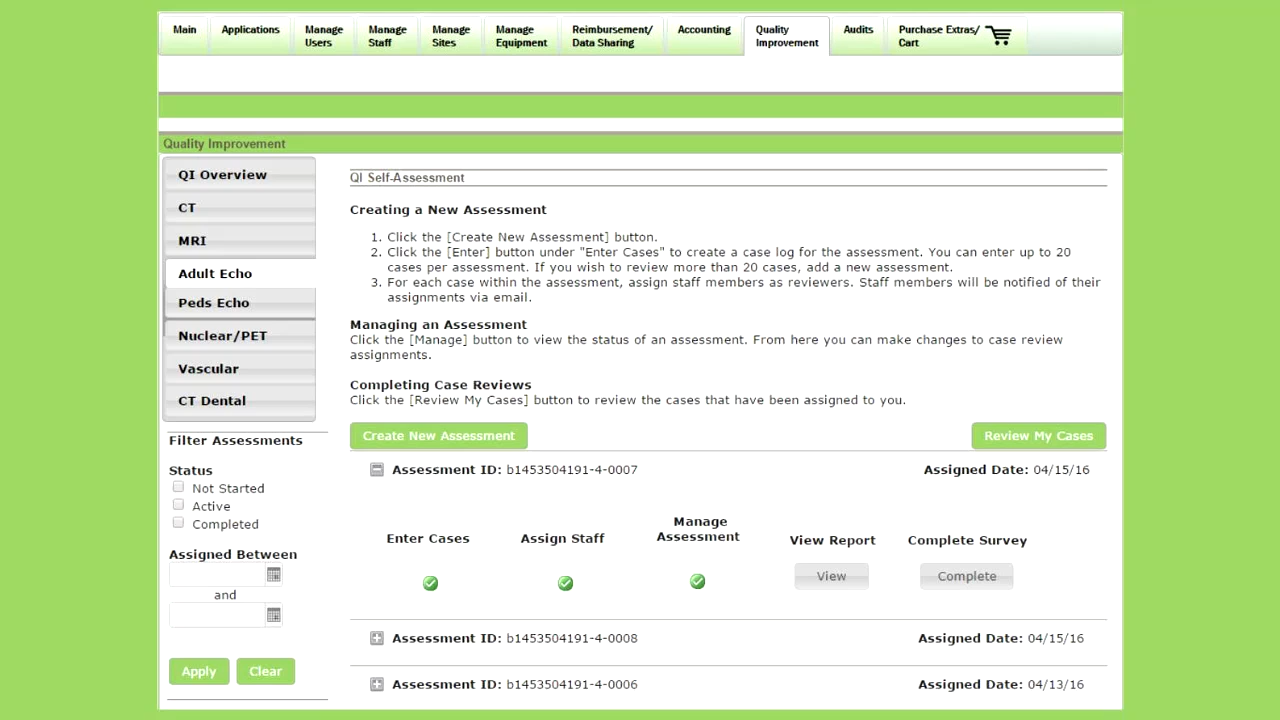 Main
Applications
Manage
Users
Manage
Staff
Manage
Sites
Manage
Equipment
Reimbursement/
Data Sharing
Accounting
Quality
Improvement
Audits
Purchase Extras/
Cart
Quality Improvement
QI Overview
CT
MRI
Adult Echo
Peds Echo
Nuclear/PET
Vascular
CT Dental
Filter Assessments
Status
Not Started
Active
Completed
Assigned Between
and
Apply Clear
QI Self-Assessment
Creating a New Assessment
1. Click the [Create New Assessment] button.
2. Click the [Enter] button under "Enter Cases" to create a case log for the assessment. You can enter up to 20
cases per assessment. If you wish to review more than 20 cases, add a new assessment.
3. For each case within the assessment, assign staff members as reviewers. Staff members will be notified of their
assignments via email.
Managing an Assessment
Click the [Manage] button to view the status of an assessment. From here you can make changes to case review
assignments.
Completing Case Reviews
Click the [Review My Cases] button to review the cases that have been assigned to you.
Create New Assessment Review My Cases
Assessment ID: b1453504191-4-0007 Assigned Date: 04/15/16
Enter Cases
Assign Staff
Manage
Assessment
View Report
Complete Survey
View
Complete
Assessment ID: b1453504191-4-0008 Assigned Date: 04/15/16
Assessment ID: b1453504191-4-0006 Assigned Date: 04/13/16